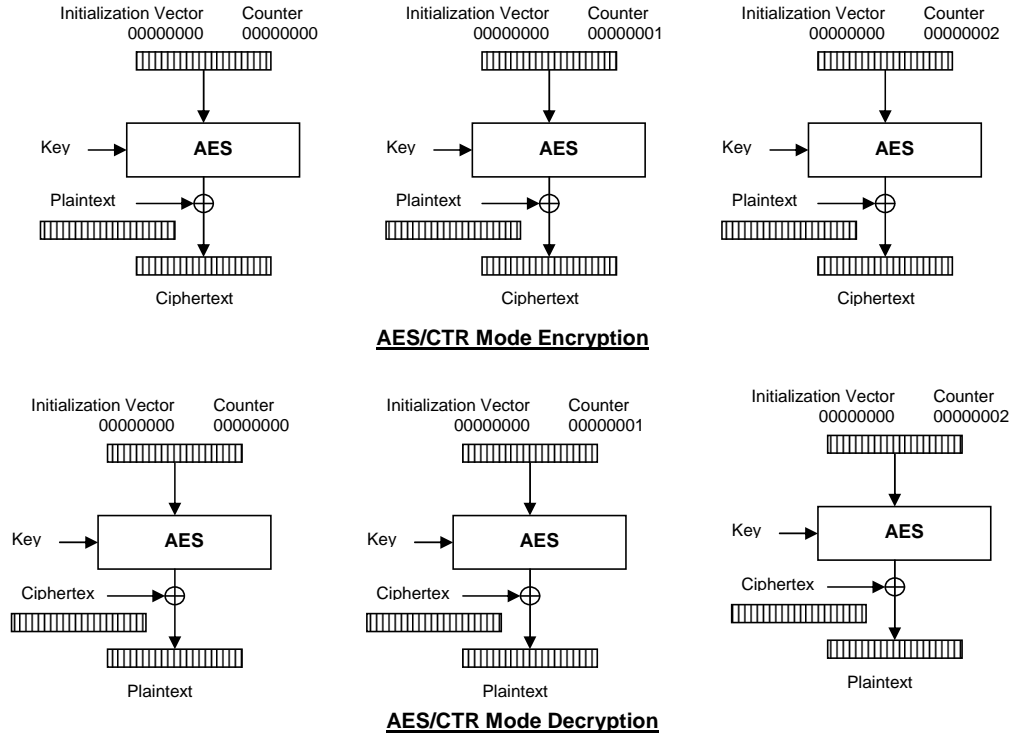 Initialization Vector Counter Initialization Vector Counter Initialization Vector Counter
00000000 00000000 00000000 00000001 00000000 00000002
Key AES Key AES Key AES
Plaintext Plaintext Plaintext
Ciphertext Ciphertext Ciphertext
AES/CTR Mode Encryption
Initialization Vector Counter Initialization Vector Counter Initialization Vector Counter
00000000 00000000 00000000 00000001 00000000 00000002
Key AES Key AES Key AES
Ciphertex Ciphertex Ciphertex
Plaintext Plaintext Plaintext
AES/CTR Mode Decryption